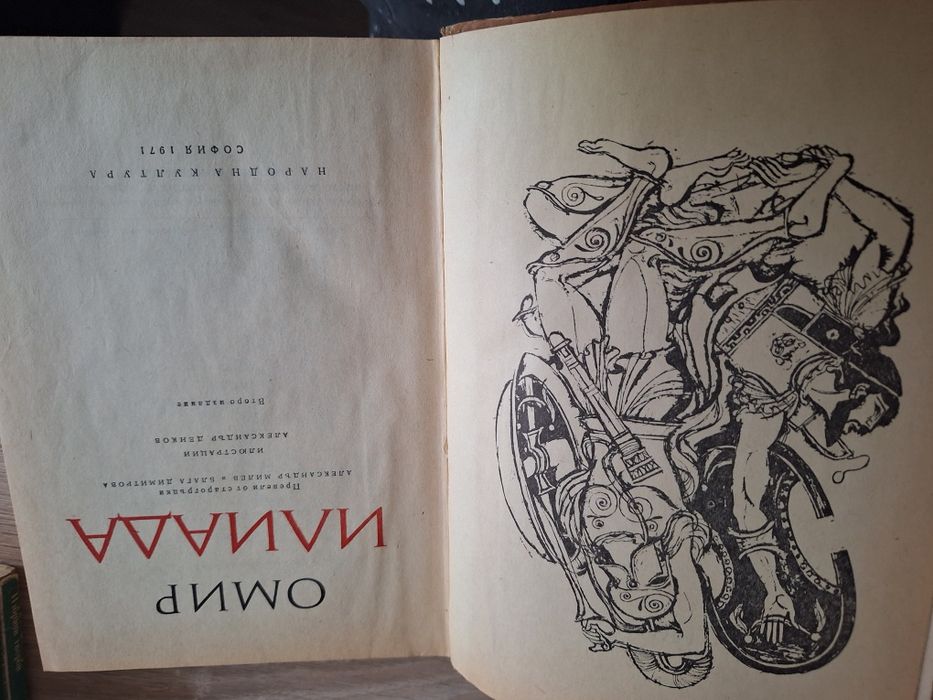 ОМИР
ИЛИАДА
Превели от старогръцки
АЛЕКСАНДЪР МИЛЕВ и БЛАГА ДИМИТРОВА
ИЛЮСТРАЦИИ
АЛЕКСАНДЪР ДЕНКОВ
Второ издание
НАРОДНА КУЛТУРА
СОФИЯ 1971